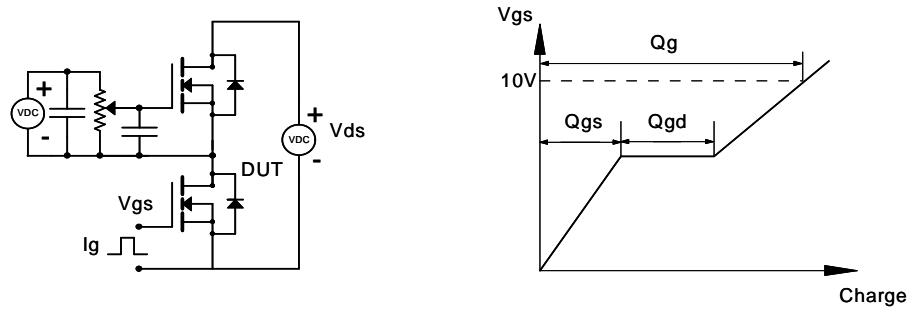 VDC
+
-
Vgs
Ig
DUT
+
VDC
-
Vds
Vgs
Qg
10V
Qgs
Qgd
Charge